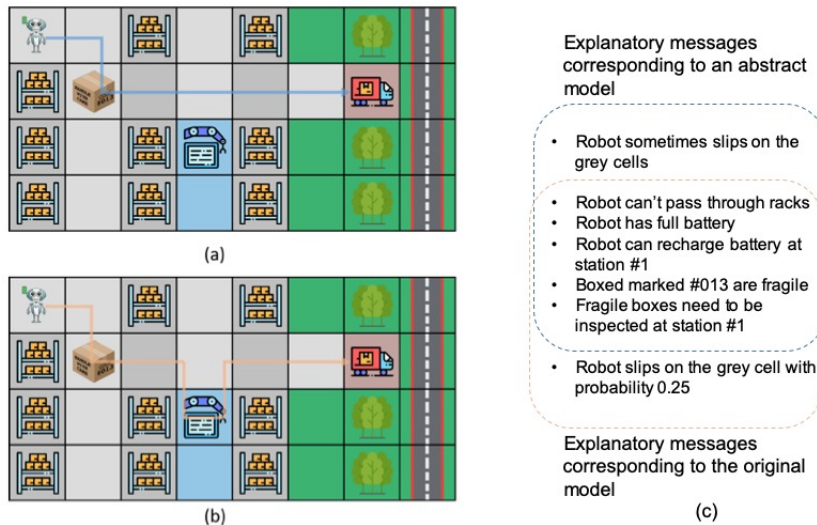 (a)
(b)
Explanatory messages
corresponding to an abstract
model
• Robot sometimes slips on the
grey cells
• Robot can't pass through racks
• Robot has full battery
• Robot can recharge battery at
station #1
• Boxed marked #013 are fragile
• Fragile boxes need to be
inspected at station #1
• Robot slips on the grey cell with
probability 0.25
Explanatory messages
corresponding to the original
model
(c)